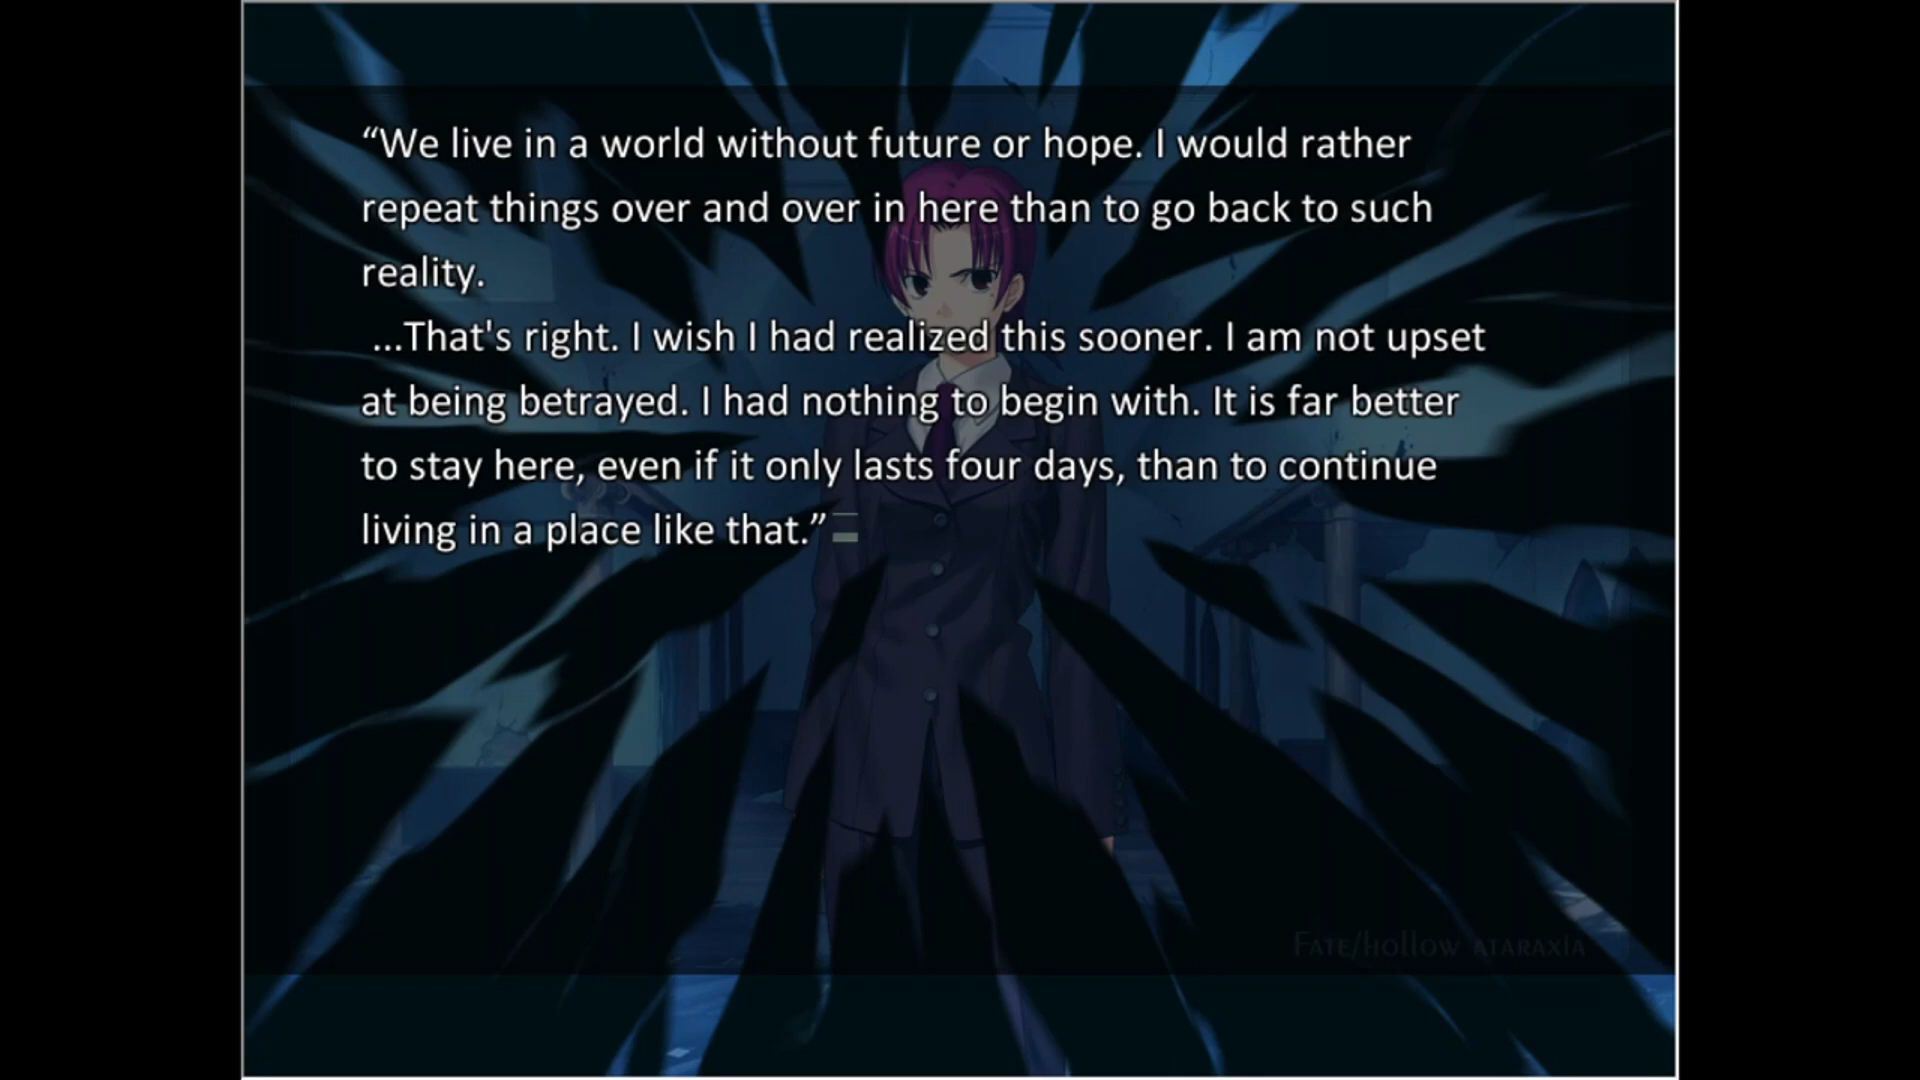 “We live in a world without future or hope. I would rather
repeat things over and over in here than to go back to such
reality.
...That's right. I wish I had realized this sooner. I am not upset
at being betrayed. I had nothing to begin with. It is far better
to stay here, even if it only lasts four days, than to continue
living in a place like that.”
Fate/hollow ataraxia